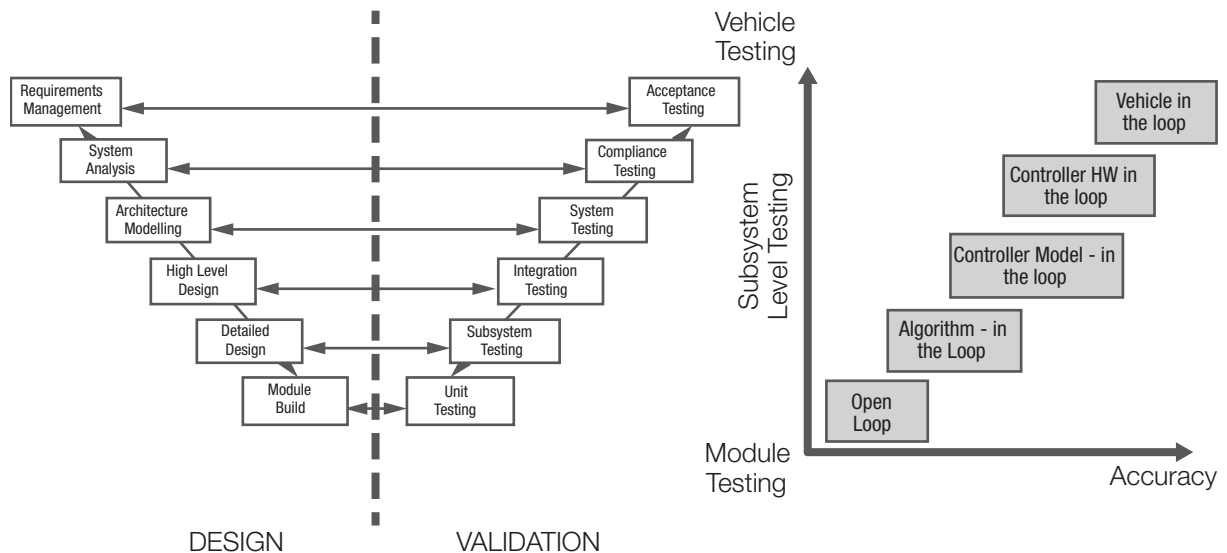 Requirements
Management
System
Analysis
Architecture
Modelling
High Level
Design
Detailed
Design
Module
Build
Acceptance
Testing
Compliance
Testing
System
Testing
Integration
Testing
Subsystem
Testing
Unit
Testing
DESIGN
VALIDATION
Vehicle
Testing
Subsystem
Level Testing
Module
Testing
Accuracy
Vehicle in
the loop
Controller HW in
the loop
Controller Model - in
the loop
Algorithm - in
the Loop
Open
Loop